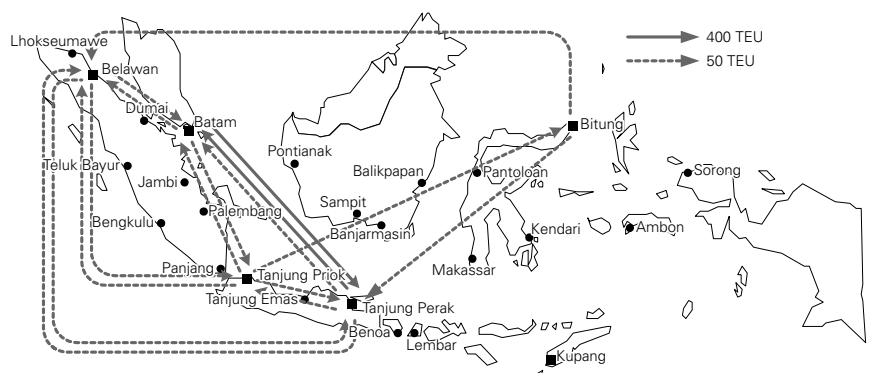 Lhokseumawe
Belawan
Dumai
Batam
Teluk Bayur
Jambi
Palembang
Bengkulu
Panjang
Tanjung Priok
Tanjung Emas
Tanjung Perak
Benoa
Lembar
Pontianak
Balikpapan
Sampit
Banjarmasin
Bitung
Pantoloan
Kendari
Makassar
Sorong
Ambon
Kupang
400 TEU
50 TEU